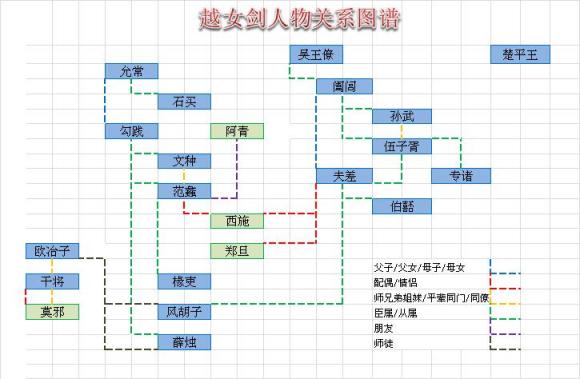 越女剑人物关系图谱
吴王僚
楚平王
允常
阖闾
石买
孙武
勾践
阿青
伍子胥
文种
夫差
专诸
范蠡
伯嚭
西施
郑旦
欧冶子
父子/父女/母子/母女
干将
椽吏
配偶/情侣
师兄弟姐妹/平辈同门/同僚
莫邪
风胡子
臣属/从属
朋友
薛烛
师徒